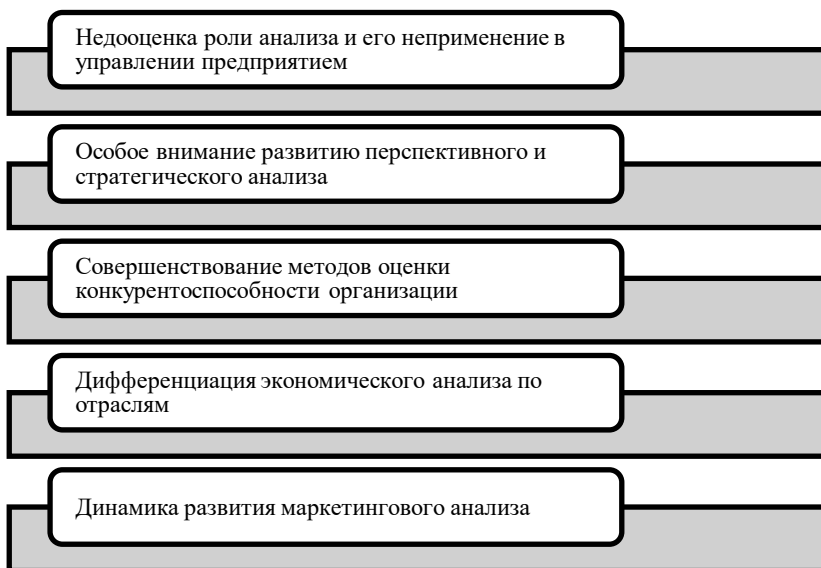 Недооценка роли анализа и его неприменение в
управлении предприятием
Особое внимание развитию перспективного и
стратегического анализа
Совершенствование методов оценки
конкурентоспособности организации
Дифференциация экономического анализа по
отраслям
Динамика развития маркетингового анализа